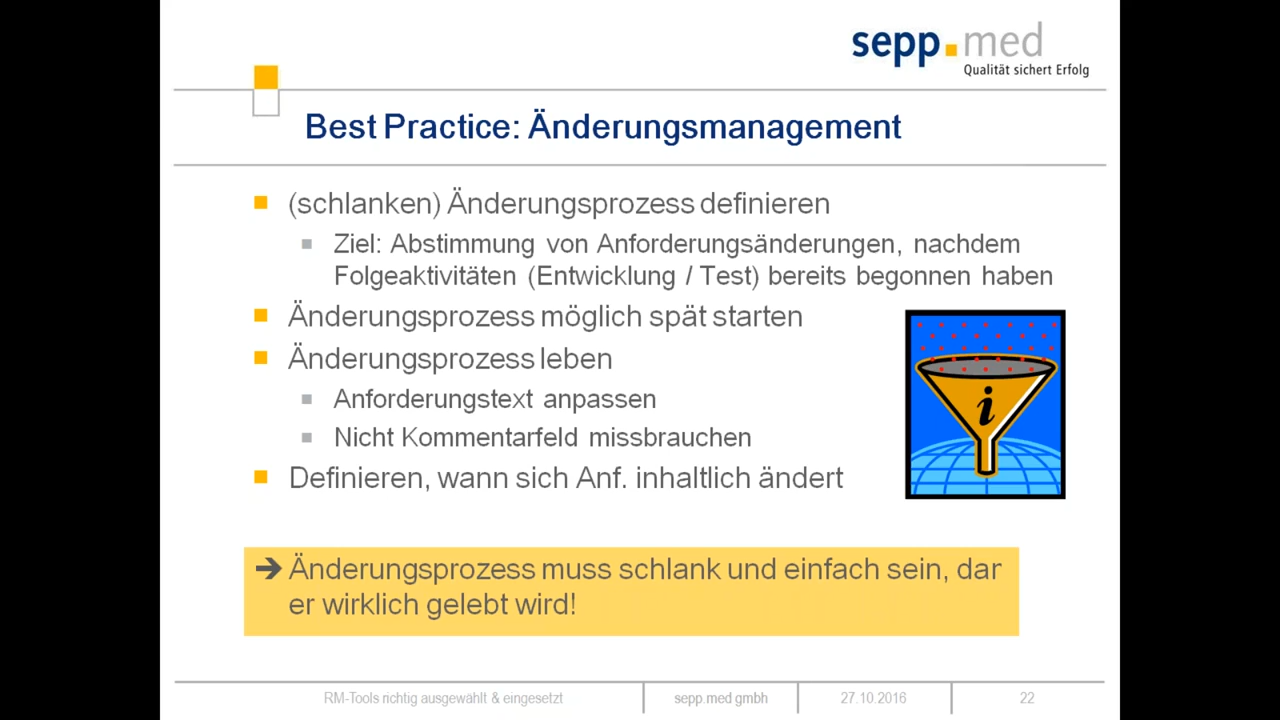 sepp.med
Qualität sichert Erfolg
Best Practice: Änderungsmanagement
(schlanken) Änderungsprozess definieren
Ziel: Abstimmung von Anforderungsänderungen, nachdem
Folgeaktivitäten (Entwicklung / Test) bereits begonnen haben
Änderungsprozess möglich spät starten
Änderungsprozess leben
Anforderungstext anpassen
Nicht Kommentarfeld missbrauchen
Definieren, wann sich Anf. inhaltlich ändert
i
➔ Änderungsprozess muss schlank und einfach sein, dar
er wirklich gelebt wird!
RM-Tools richtig ausgewählt & eingesetzt sepp.med gmbh 27.10.2016 22